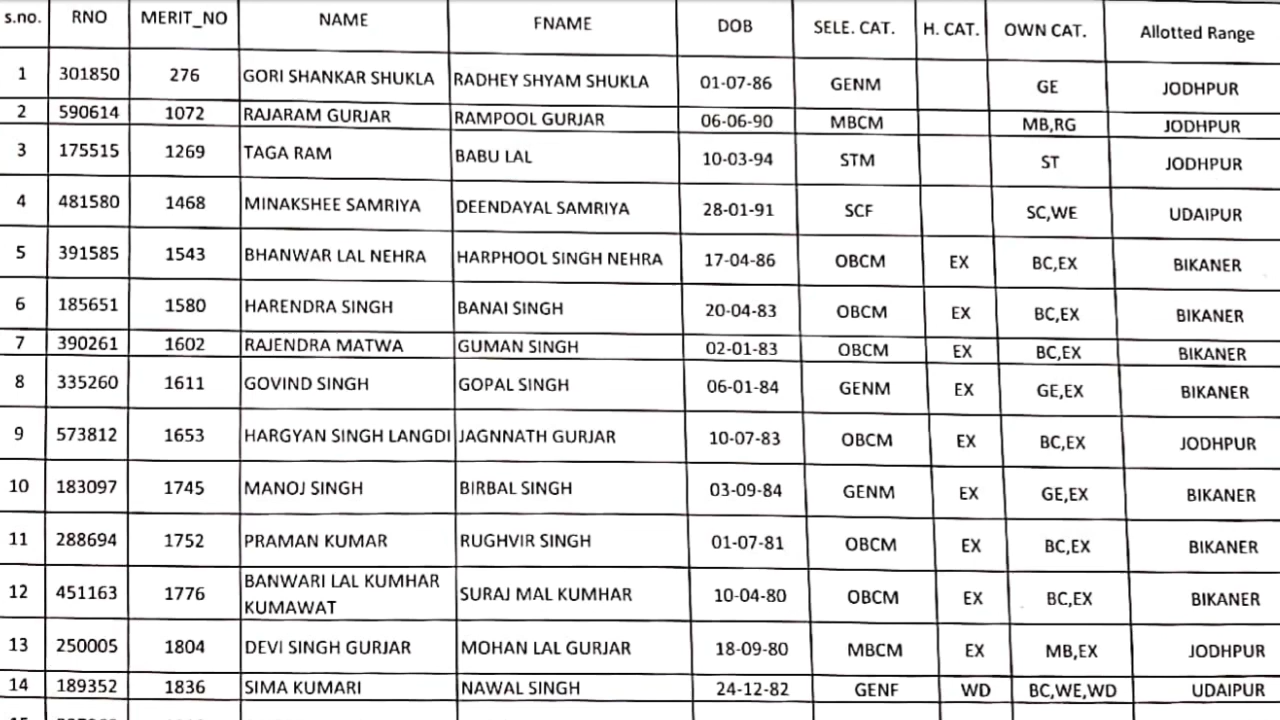 s.no. RNO MERIT_NO NAME FNAME DOB SELE. CAT. H. CAT. OWN CAT. Allotted Range
1 301850 276 GORI SHANKAR SHUKLA RADHEY SHYAM SHUKLA 01-07-86 GENM GE JODHPUR
2 590614 1072 RAJARAM GURJAR RAMPOOL GURJAR 06-06-90 MBCM MB,RG JODHPUR
3 175515 1269 TAGA RAM BABU LAL 10-03-94 STM ST JODHPUR
4 481580 1468 MINAKSHEE SAMRIYA DEENDAYAL SAMRIYA 28-01-91 SCF SC,WE UDAIPUR
5 391585 1543 BHANWAR LAL NEHRA HARPHOOL SINGH NEHRA 17-04-86 OBCM EX BC,EX BIKANER
6 185651 1580 HARENDRA SINGH BANAI SINGH 20-04-83 OBCM EX BC,EX BIKANER
7 390261 1602 RAJENDRA MATWA GUMAN SINGH 02-01-83 OBCM EX BC,EX BIKANER
8 335260 1611 GOVIND SINGH GOPAL SINGH 06-01-84 GENM EX GE,EX BIKANER
9 573812 1653 HARGYAN SINGH LANGDI JAGNNATH GURJAR 10-07-83 OBCM EX BC,EX JODHPUR
10 183097 1745 MANOJ SINGH BIRBAL SINGH 03-09-84 GENM EX GE,EX BIKANER
11 288694 1752 PRAMAN KUMAR RUGHVIR SINGH 01-07-81 OBCM EX BC,EX BIKANER
12 451163 1776 BANWARI LAL KUMHAR SURAJ MAL KUMHAR 10-04-80 OBCM EX BC,EX BIKANER
KUMAWAT
13 250005 1804 DEVI SINGH GURJAR MOHAN LAL GURJAR 18-09-80 MBCM EX MB,EX JODHPUR
14 189352 1836 SIMA KUMARI NAWAL SINGH 24-12-82 GENF WD BC,WE,WD UDAIPUR